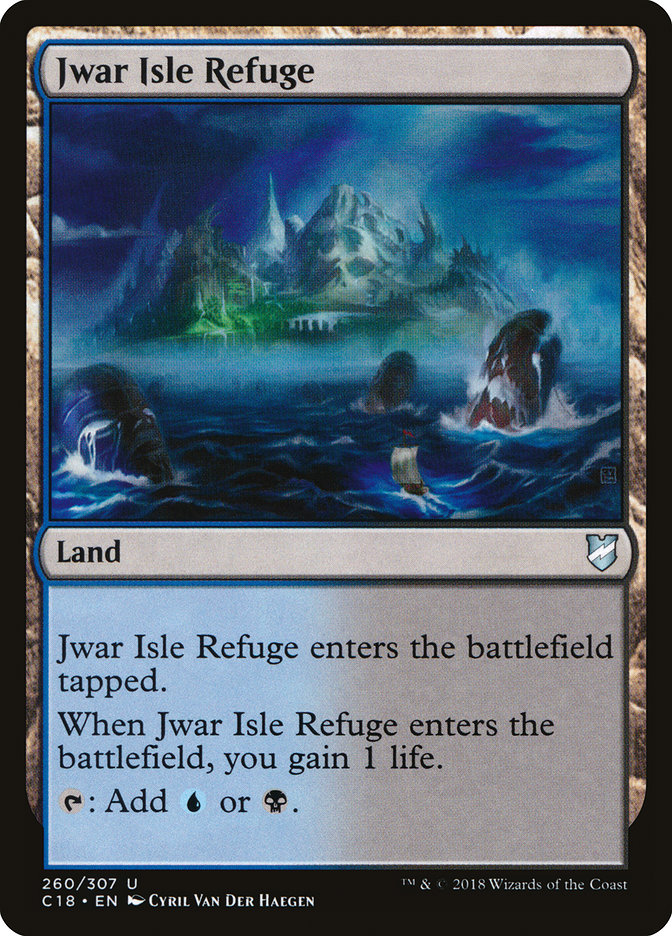 Jwar Isle Refuge
Land
Jwar Isle Refuge enters the battlefield
tapped.
When Jwar Isle Refuge enters the
battlefield, you gain 1 life.
: Add or .
260/307 U
™ & © 2018 Wizards of the Coast
C18 • EN Cyril Van Der Haegen